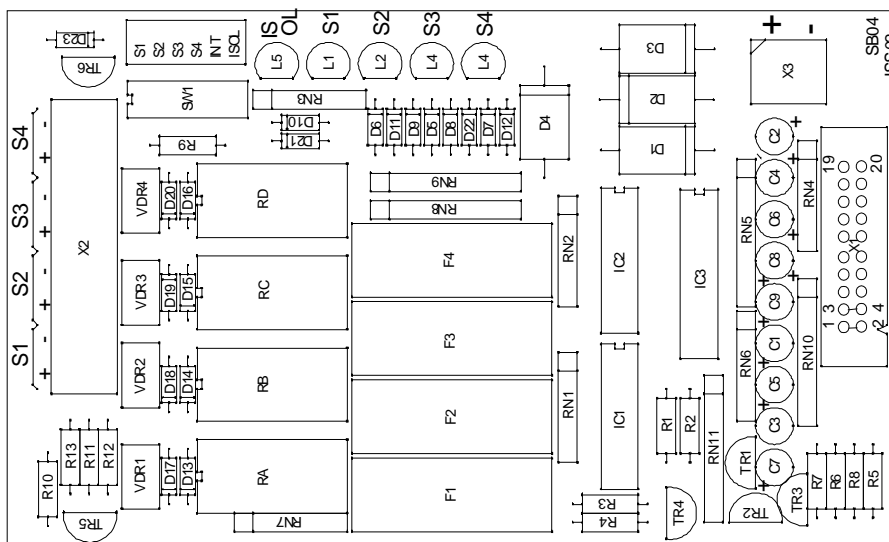 D23
TR6
S1
S2
S3
S4
INT
ISOL
IS
OL
S1
S2
S3
S4
L5
L1
L2
L4
L4
+ -
SB04
X3
D3
D2
D1
D4
SW1
RN3
D10
D21
D6
D11
D9
D5
D8
D22
D7
D12
R9
S4 + -
S3 + -
S2 + -
S1 + -
X2
VDR4
D20
D16
RD
RN9
RN8
VDR3
D19
D15
RC
VDR2
D18
D14
RB
VDR1
D17
D13
RA
F4
F3
F2
F1
RN2
RN1
IC2
IC1
IC3
RN5
RN6
RN4
RN10
RN11
C2 +
C4 +
C6 +
C8 +
C9 +
C1 +
C5 +
C3 +
C7 +
19
20
X1
1 3
2 4
R13
R11
R12
R10
TR5
RN7
R1
R2
R3
R4
TR4
TR1
TR2
TR3
R7
R6
R8
R5